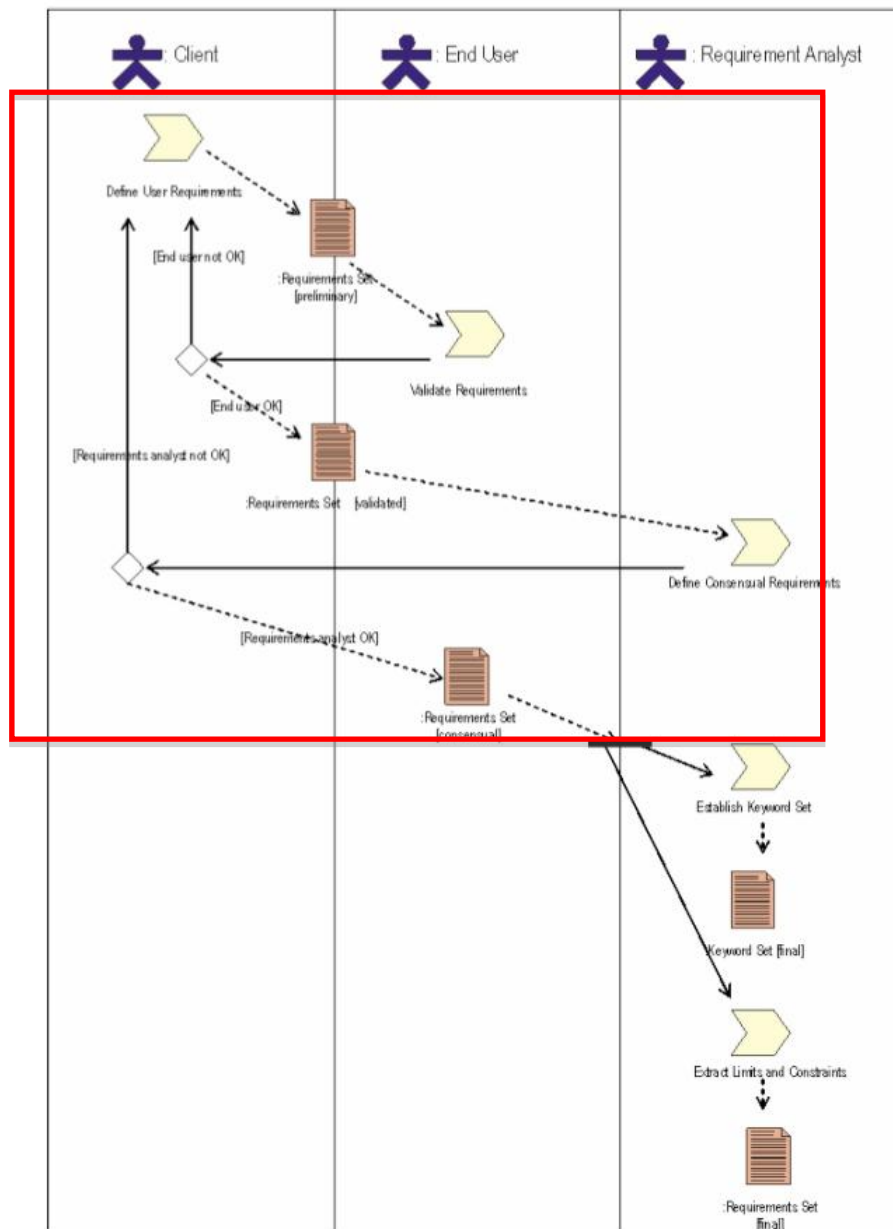 : Client
: End User
: Requirement Analyst
Define User Requirements
[End user not OK]
:Requirements Set
[preliminary]
Validate Requirements
[End user OK]
[Requirements analyst not OK]
:Requirements Set [validated]
Define Consensual Requirements
[Requirements analyst OK]
:Requirements Set
[consensual]
Establish Keyword Set
:Keyword Set [final]
Extract Limits and Constraints
:Requirements Set
[final]